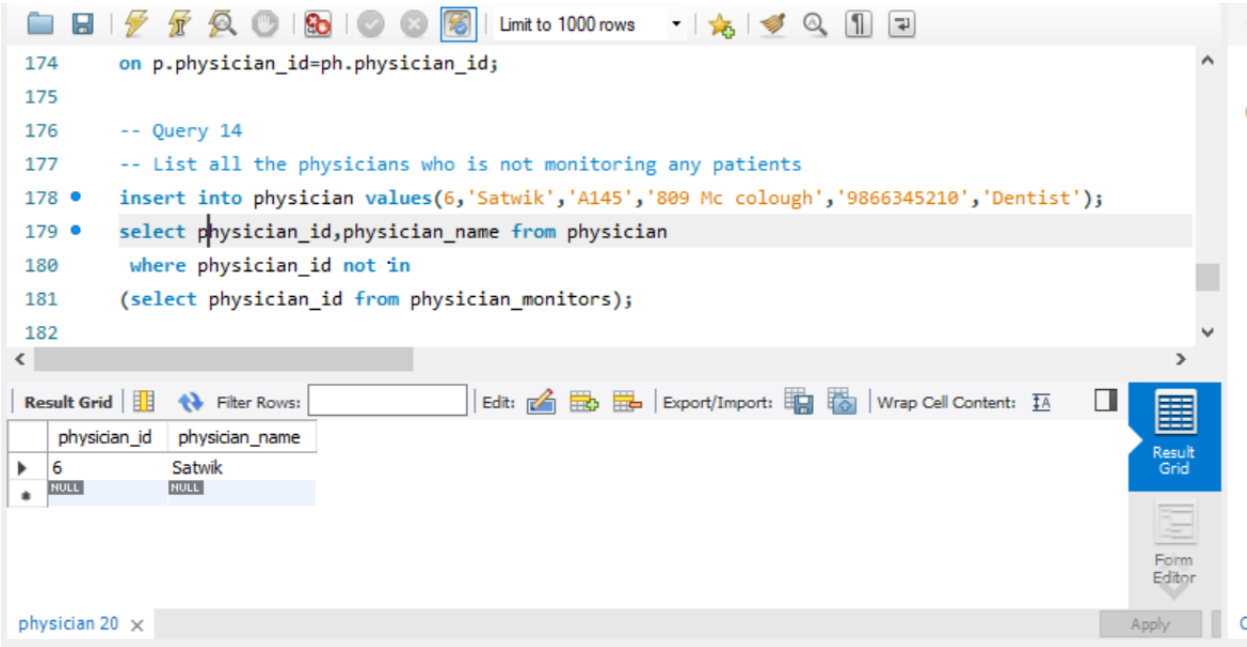 Limit to 1000 rows
174 on p.physician_id=ph.physician_id;
175
176 -- Query 14
177 -- List all the physicians who is not monitoring any patients
178 insert into physician values(6,'Satwik','A145','809 Mc colough','9866345210','Dentist');
179 select physician_id,physician_name from physician
180 where physician_id not in
181 (select physician_id from physician_monitors);
182
Result Grid Filter Rows: Edit: Export/Import: Wrap Cell Content: IA
physician_id physician_name
6 Satwik
NULL NULL
Result
Grid
Form
Editor
physician 20 Apply